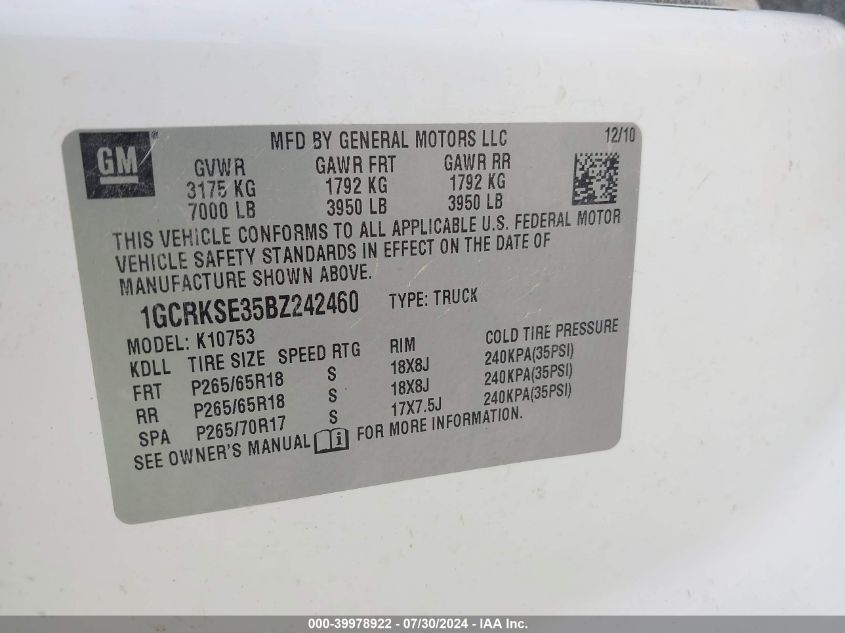 GM
MFD BY GENERAL MOTORS LLC 12/10
GVWR GAWR FRT GAWR RR
3175 KG 1792 KG 1792 KG
7000 LB 3950 LB 3950 LB
THIS VEHICLE CONFORMS TO ALL APPLICABLE U.S. FEDERAL MOTOR
VEHICLE SAFETY STANDARDS IN EFFECT ON THE DATE OF
MANUFACTURE SHOWN ABOVE.
1GCRKSE35BZ242460 TYPE: TRUCK
MODEL: K10753
KDLL TIRE SIZE SPEED RTG RIM COLD TIRE PRESSURE
FRT P265/65R18 S 18X8J 240KPA(35PSI)
RR P265/65R18 S 18X8J 240KPA(35PSI)
SPA P265/70R17 S 17X7.5J 240KPA(35PSI)
SEE OWNER'S MANUAL FOR MORE INFORMATION.
000-39978922 - 07/30/2024 - IAA Inc.